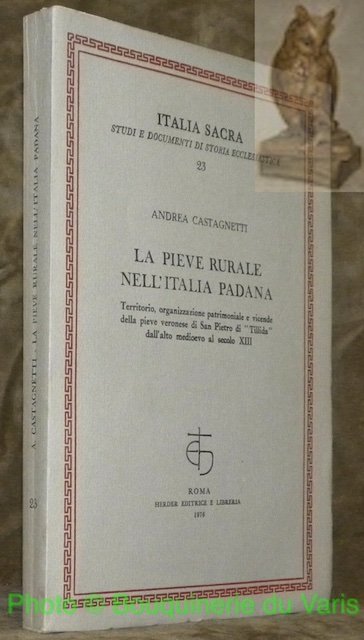 ITALIA SACRA
STUDI E DOCUMENTI DI STORIA ECCLESIASTICA
23
ANDREA CASTAGNETTI
LA PIEVE RURALE
NELL'ITALIA PADANA
Territorio, organizzazione patrimoniale e vicende
della pieve veronese di San Pietro di "Tillida"
dall'alto medioevo al secolo XIII
ROMA
HERDER EDITRICE E LIBRERIA
1976
A. CASTAGNETTI - LA PIEVE RURALE NELL'ITALIA PADANA
23
Photo © Bouquinerie du Varis